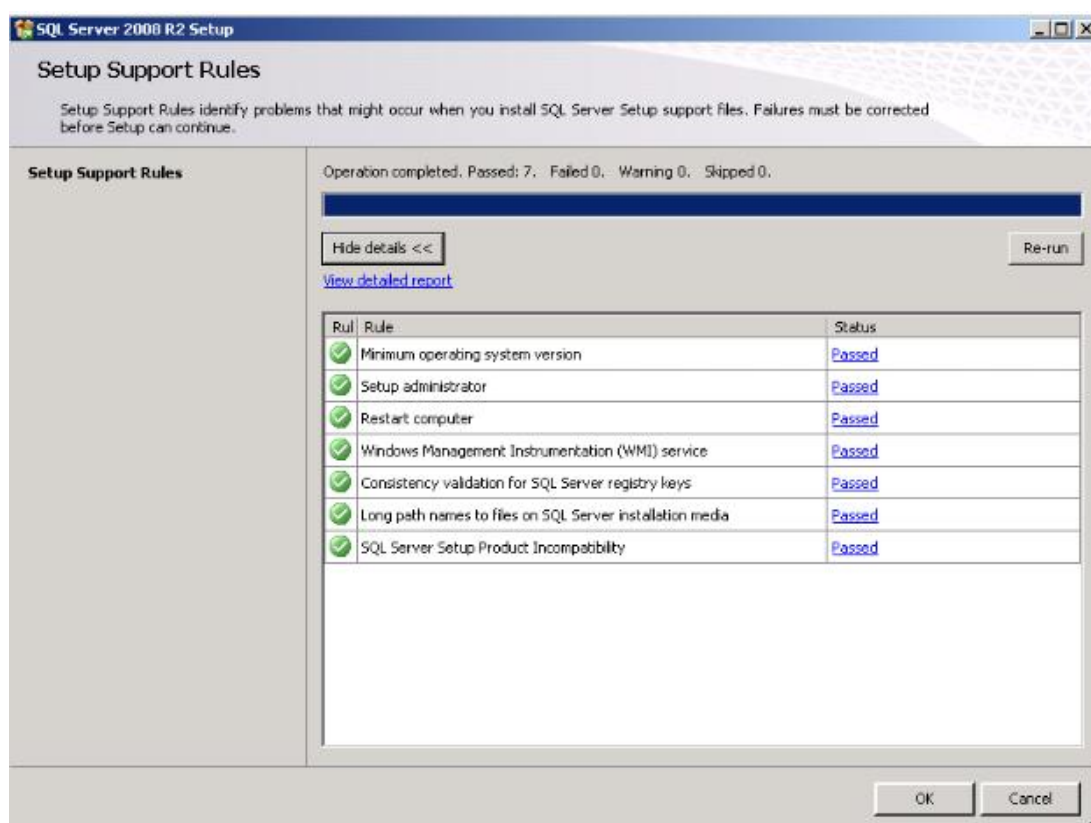 SQL Server 2008 R2 Setup
Setup Support Rules
Setup Support Rules identify problems that might occur when you install SQL Server Setup support files. Failures must be corrected
before Setup can continue.
Setup Support Rules
Operation completed. Passed: 7.   Failed 0.   Warning 0.   Skipped 0.
Hide details <<
Re-run
View detailed report
Rul Rule Status
Minimum operating system version Passed
Setup administrator Passed
Restart computer Passed
Windows Management Instrumentation (WMI) service Passed
Consistency validation for SQL Server registry keys Passed
Long path names to files on SQL Server installation media Passed
SQL Server Setup Product Incompatibility Passed
OK Cancel